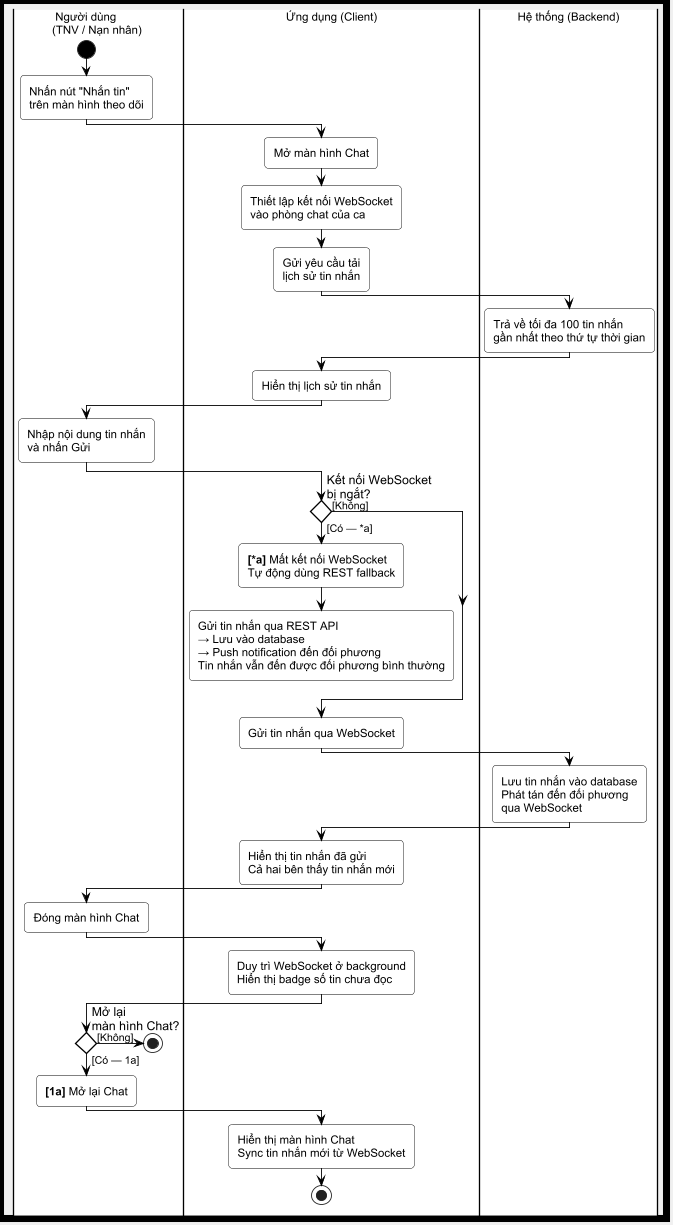 Người dùng
(TNV / Nạn nhân)
Ứng dụng (Client)
Hệ thống (Backend)
Nhấn nút "Nhắn tin"
trên màn hình theo dõi
Mở màn hình Chat
Thiết lập kết nối WebSocket
vào phòng chat của ca
Gửi yêu cầu tải
lịch sử tin nhắn
Trả về tối đa 100 tin nhắn
gần nhất theo thứ tự thời gian
Hiển thị lịch sử tin nhắn
Nhập nội dung tin nhắn
và nhấn Gửi
Kết nối WebSocket
bị ngắt?
[Không]
[Có — *a]
[*a] Mất kết nối WebSocket
Tự động dùng REST fallback
Gửi tin nhắn qua REST API
→ Lưu vào database
→ Push notification đến đối phương
Tin nhắn vẫn đến được đối phương bình thường
Gửi tin nhắn qua WebSocket
Lưu tin nhắn vào database
Phát tán đến đối phương
qua WebSocket
Hiển thị tin nhắn đã gửi
Cả hai bên thấy tin nhắn mới
Đóng màn hình Chat
Duy trì WebSocket ở background
Hiển thị badge số tin chưa đọc
Mở lại
màn hình Chat?
[Không]
[Có — 1a]
[1a] Mở lại Chat
Hiển thị màn hình Chat
Sync tin nhắn mới từ WebSocket